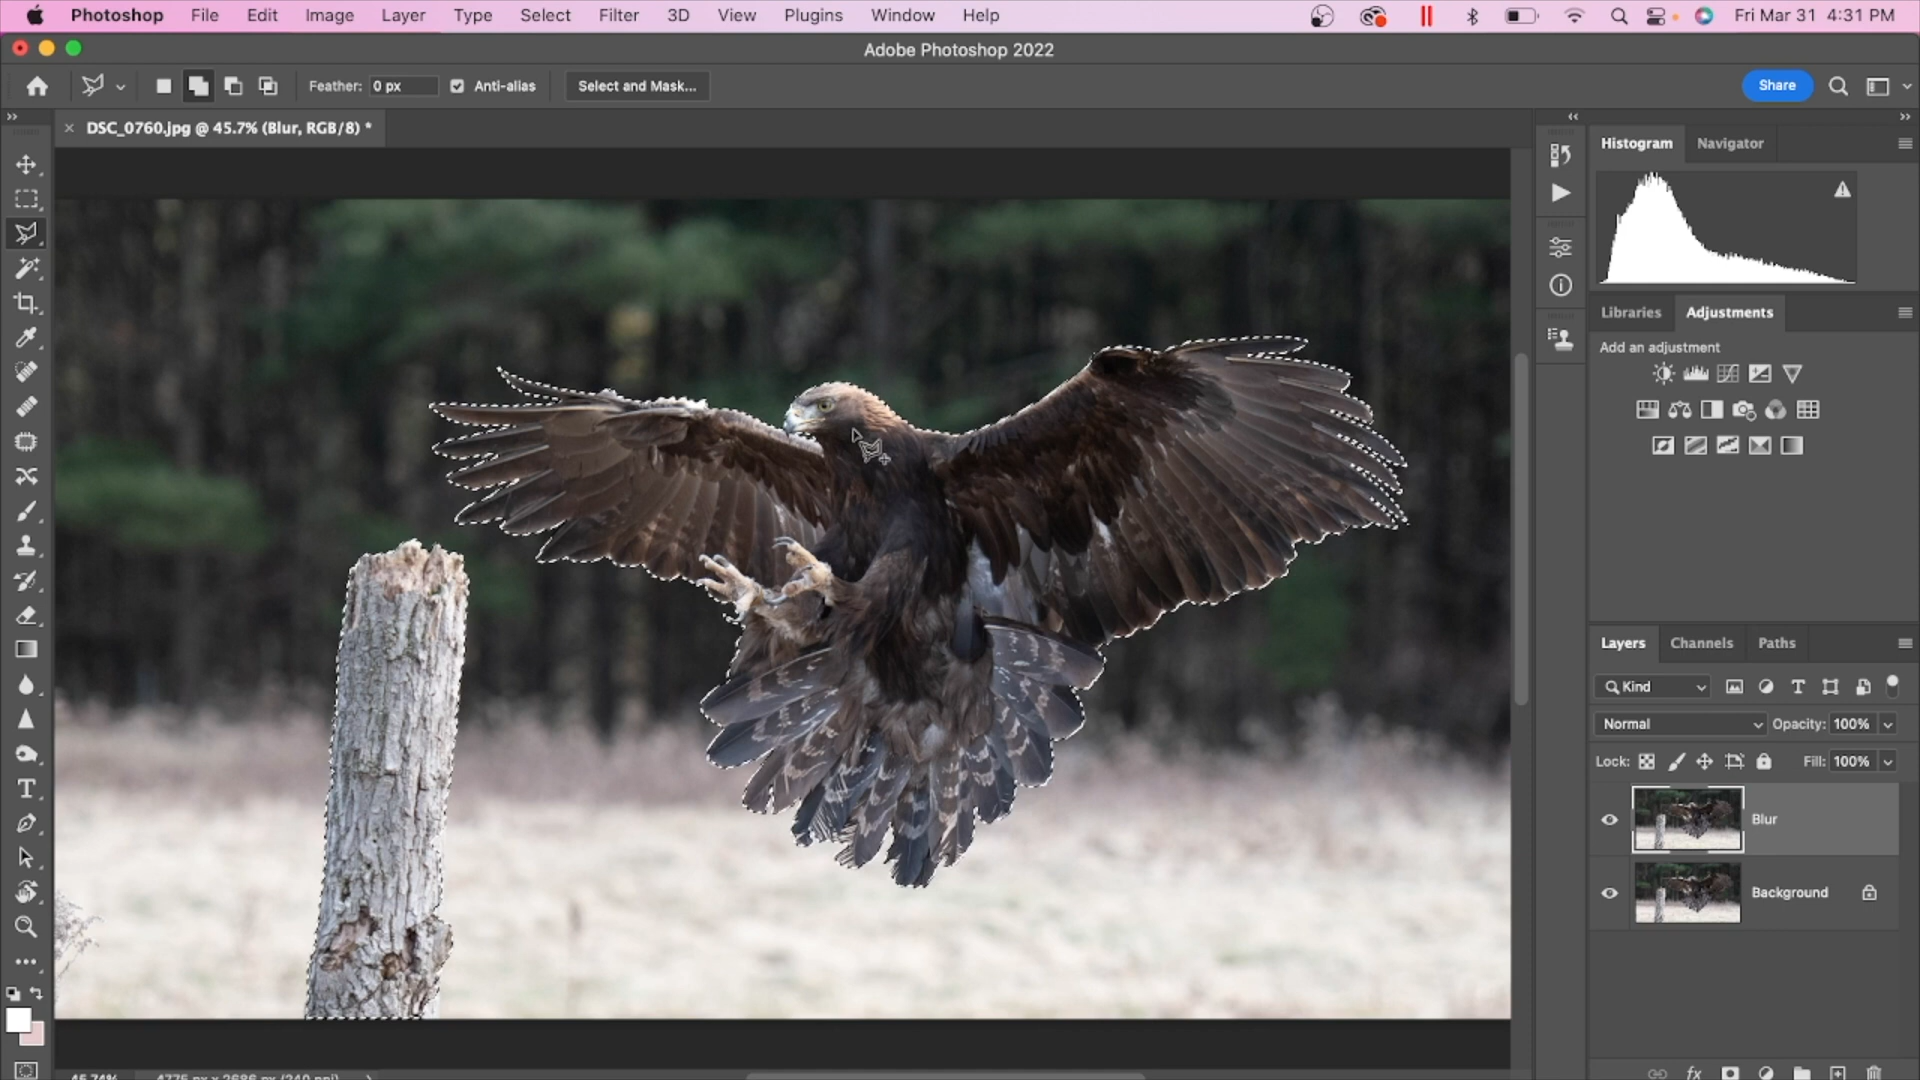 Photoshop File Edit Image Layer Type Select Filter 3D View Plugins Window Help Fri Mar 31 4:31 PM
Adobe Photoshop 2022
Feather: 0 px Anti-alias Select and Mask... Share
DSC_0760.jpg @ 45.7% (Blur, RGB/8) *
Histogram Navigator
Libraries Adjustments
Add an adjustment
Layers Channels Paths
Kind
Normal Opacity: 100%
Lock: Fill: 100%
Blur
Background
fx
45.74% 4775 px x 2686 px (240 ppi)